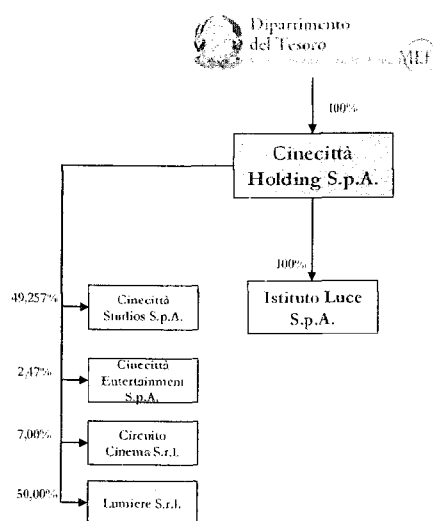 Dipartimento
del Tesoro
MEF
100%
Cinecittà
Holding S.p.A.
100%
Istituto Luce
S.p.A.
49,257%
Cinecittà
Studios S.p.A.
2,47%
Cinecittà
Entertainment
S.p.A.
7,00%
Circuito
Cinema S.r.l.
50,00%
Lumiere S.r.l.